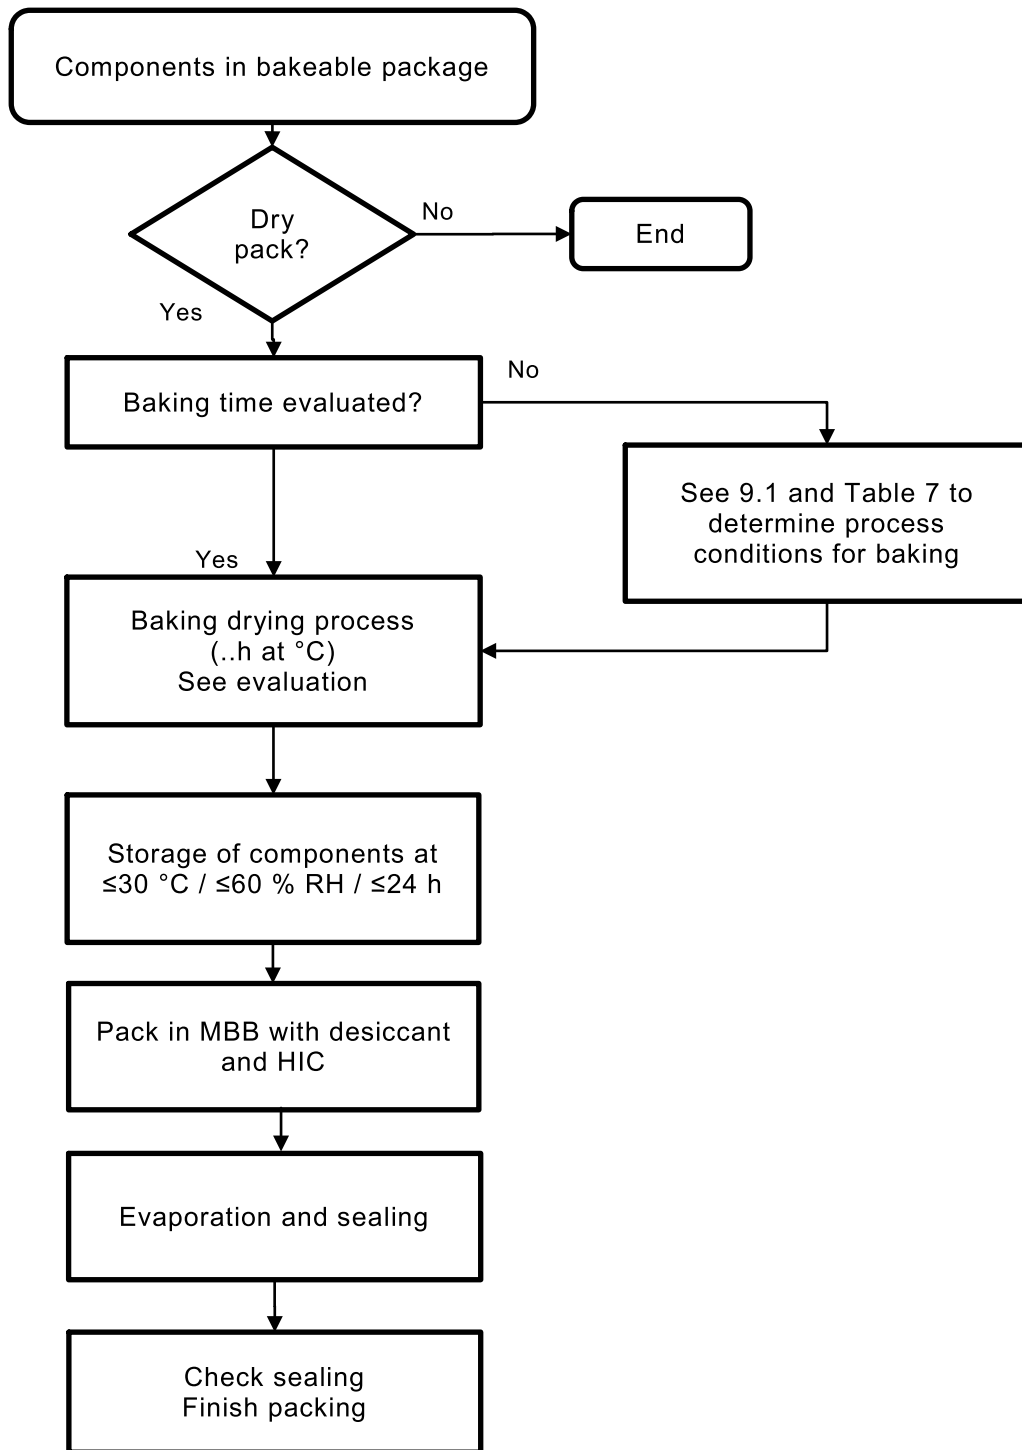 Components in bakeable package
Dry
pack?
No
End
Yes
Baking time evaluated?
No
See 9.1 and Table 7 to
determine process
conditions for baking
Yes
Baking drying process
(..h at °C)
See evaluation
Storage of components at
≤30 °C / ≤60 % RH / ≤24 h
Pack in MBB with desiccant
and HIC
Evaporation and sealing
Check sealing
Finish packing